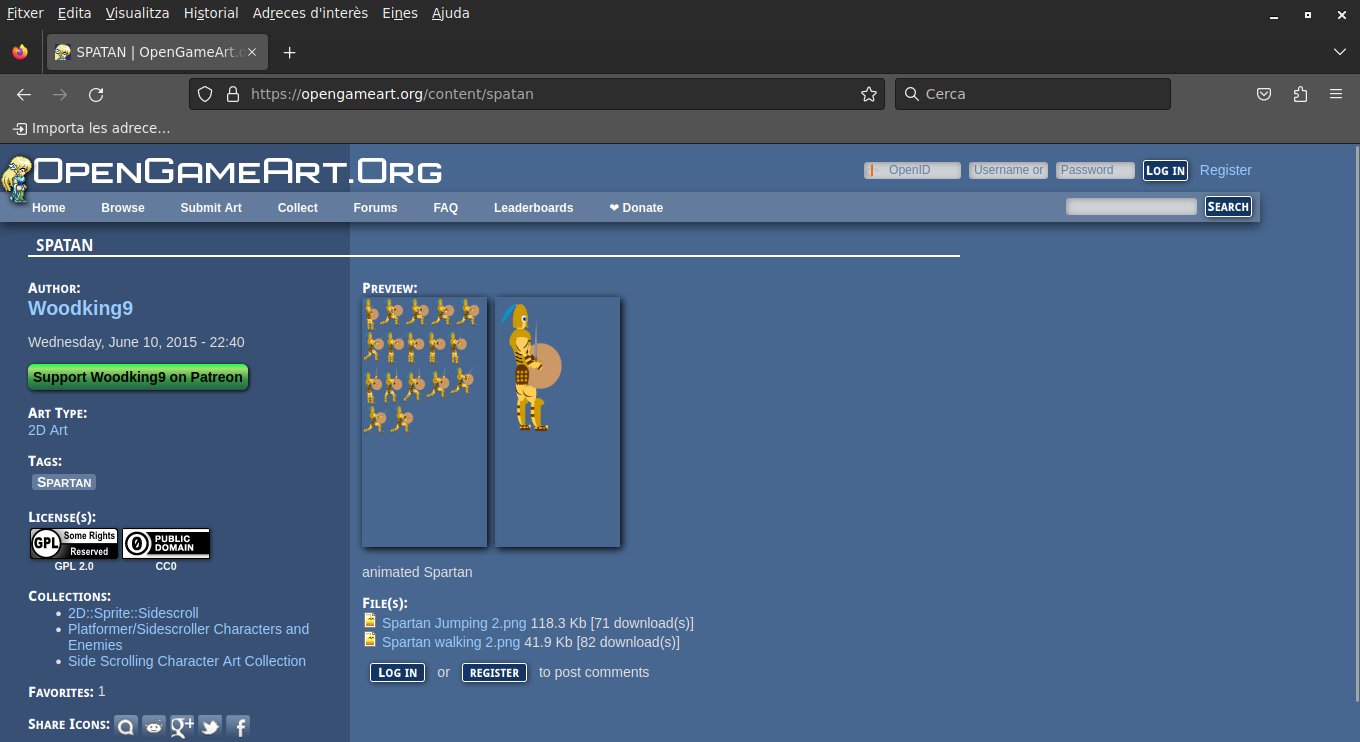 Fitxer Edita Visualitza Historial Adreces d'interès Eines Ajuda
SPATAN | OpenGameArt.o
https://opengameart.org/content/spatan
Cerca
Importa les adrece…
OpenGameArt.Org
OpenID Username or Password Log in Register
Home Browse Submit Art Collect Forums FAQ Leaderboards ❤ Donate Search
SPATAN
Author:
Woodking9
Wednesday, June 10, 2015 - 22:40
Support Woodking9 on Patreon
Art Type:
2D Art
Tags:
Spartan
License(s):
GPL Some Rights Reserved
PUBLIC DOMAIN
GPL 2.0 CC0
Collections:
• 2D::Sprite::Sidescroll
• Platformer/Sidescroller Characters and
Enemies
• Side Scrolling Character Art Collection
Favorites: 1
Share Icons:
Preview:
animated Spartan
File(s):
Spartan Jumping 2.png 118.3 Kb [71 download(s)]
Spartan walking 2.png 41.9 Kb [82 download(s)]
Log in or register to post comments